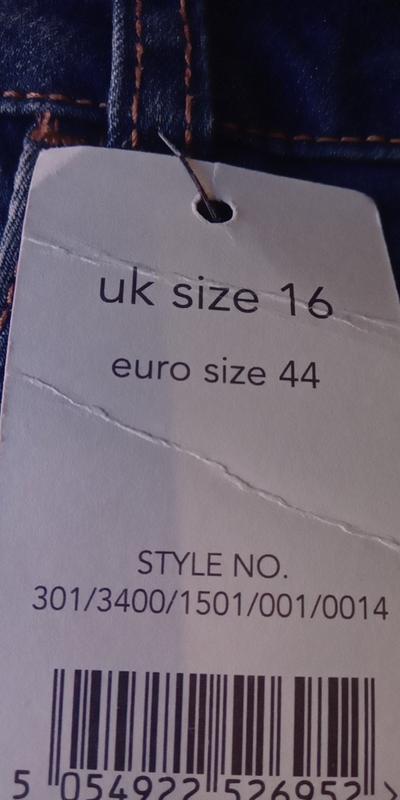 uk size 16
euro size 44
STYLE NO.
301/3400/1501/001/0014
5 054922 526952 >